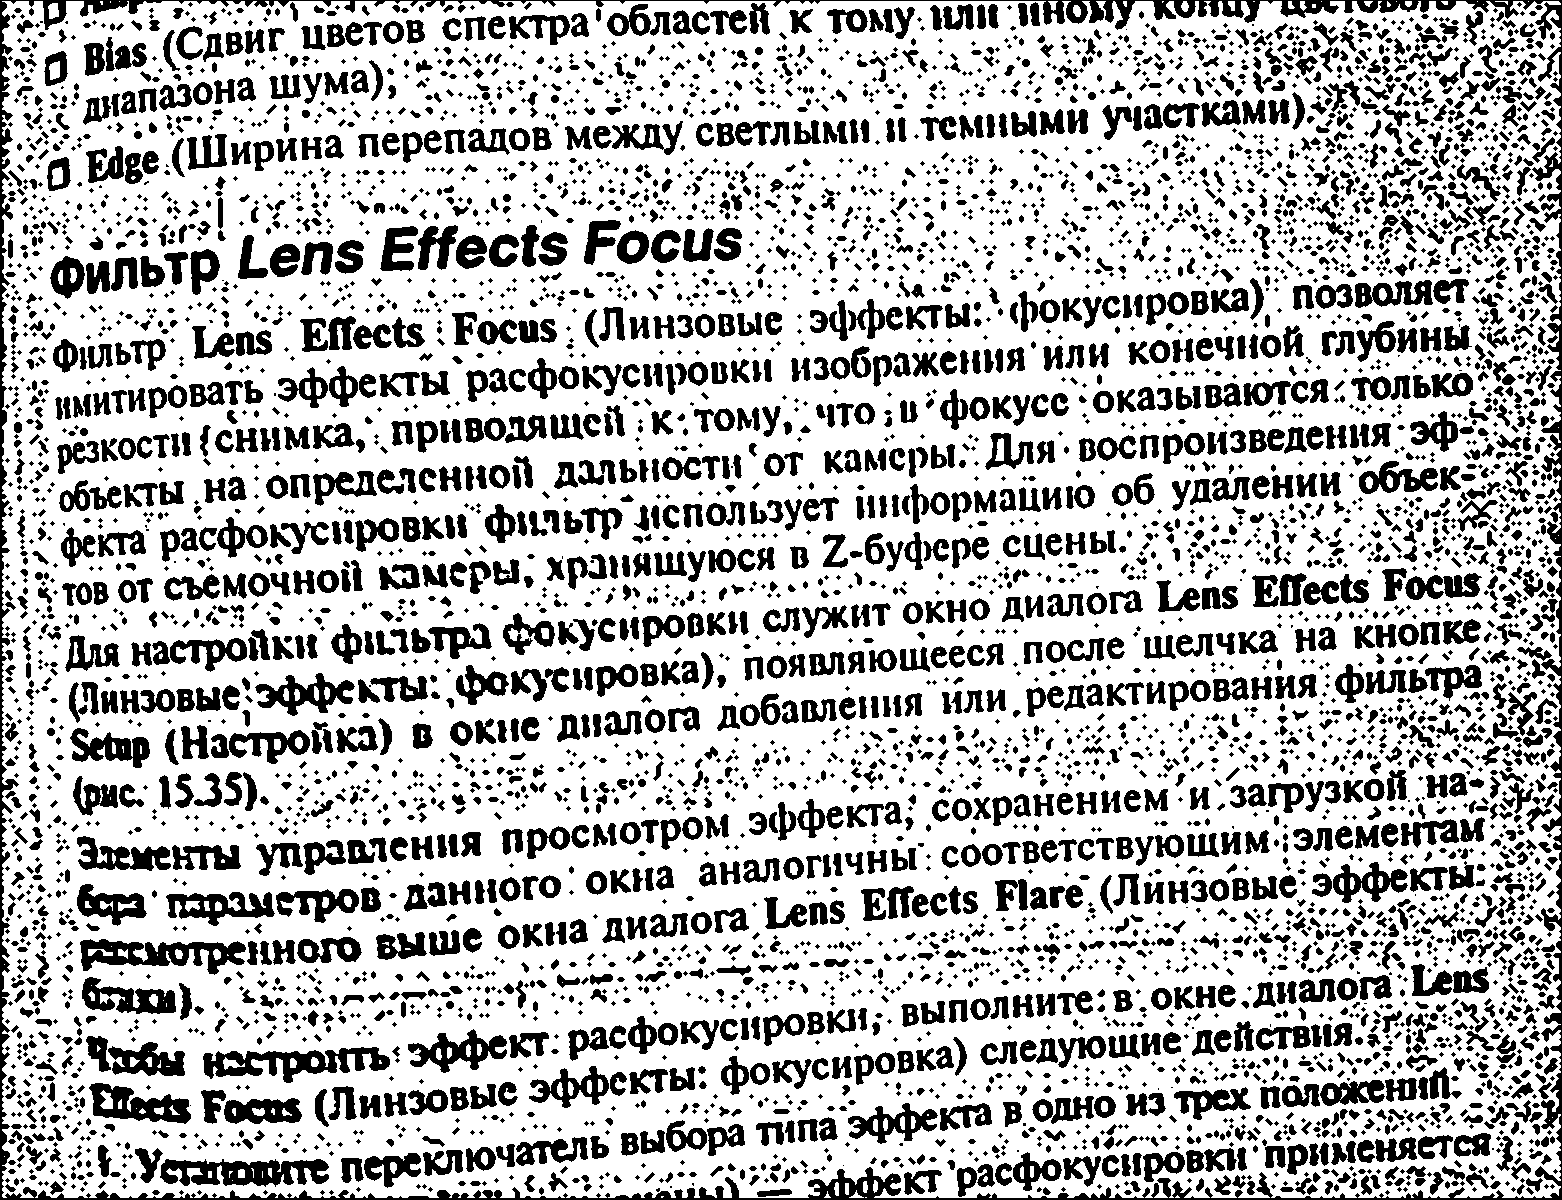 ❒ Bias (Сдвиг цветов спектра областей к тому или иному концу цветового
диапазона шума);
❒ Edge (Ширина перепадов между светлыми и темными участками).
Фильтр Lens Effects Focus
Фильтр Lens Effects Focus (Линзовые эффекты: фокусировка) позволяет
имитировать эффекты расфокусировки изображения или конечной глубины
резкости снимка, приводящей к тому, что в фокусе оказываются только
объекты на определенной дальности от камеры. Для воспроизведения эф-
фекта расфокусировки фильтр использует информацию об удалении объек-
тов от съемочной камеры, хранящуюся в Z-буфере сцены.
Для настройки фильтра фокусировки служит окно диалога Lens Effects Focus
(Линзовые эффекты: фокусировка), появляющееся после щелчка на кнопке
Setup (Настройка) в окне диалога добавления или редактирования фильтра
(рис. 15.35).
Элементы управления просмотром эффекта, сохранением и загрузкой на-
бора параметров данного окна аналогичны соответствующим элементам
рассмотренного выше окна диалога Lens Effects Flare (Линзовые эффекты:
блики).
Чтобы настроить эффект расфокусировки, выполните в окне диалога Lens
Effects Focus (Линзовые эффекты: фокусировка) следующие действия.
1. Установите переключатель выбора типа эффекта в одно из трех положений.
— эффект расфокусировки применяется